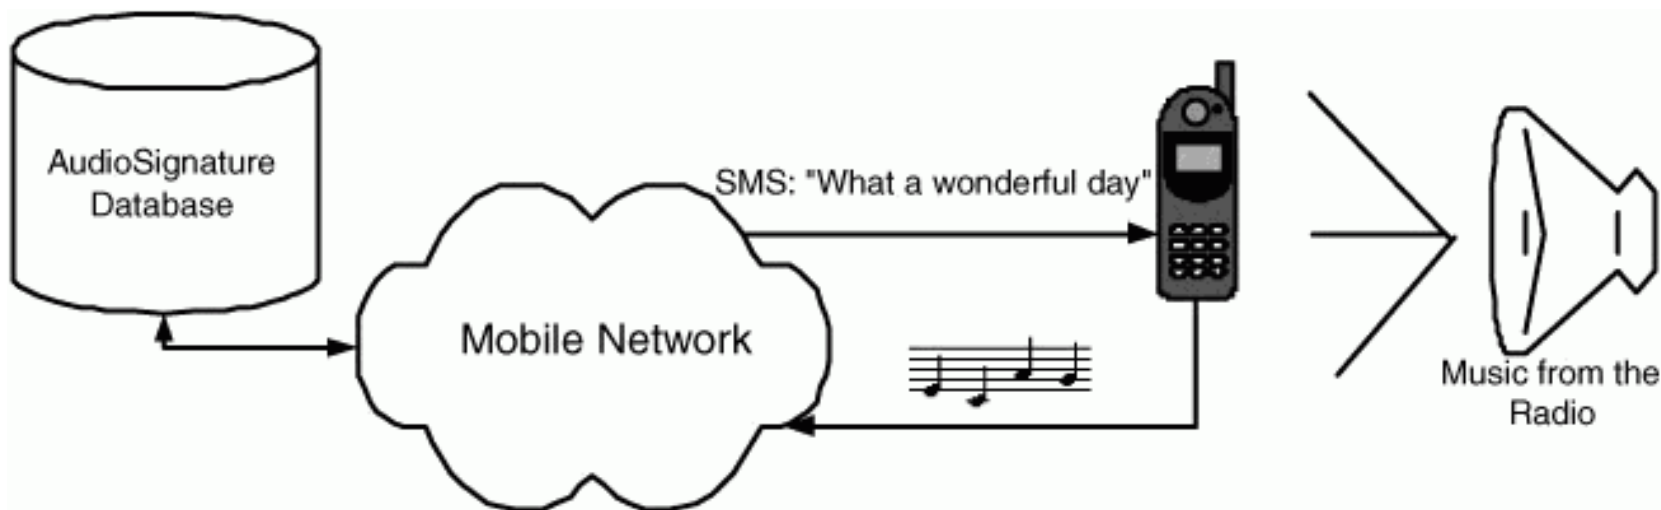 AudioSignature
Database
SMS: "What a wonderful day"
Mobile Network
Music from the
Radio